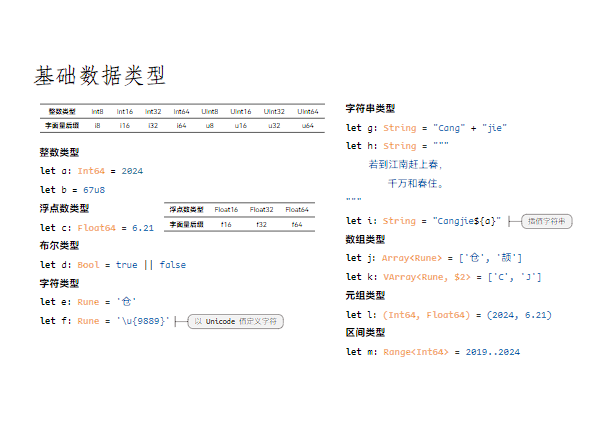 基础数据类型
整数类型 Int8 Int16 Int32 Int64 UInt8 UInt16 UInt32 UInt64
字面量后缀 i8 i16 i32 i64 u8 u16 u32 u64
整数类型
let a: Int64 = 2024
let b = 67u8
浮点数类型
let c: Float64 = 6.21
浮点数类型 Float16 Float32 Float64
字面量后缀 f16 f32 f64
布尔类型
let d: Bool = true || false
字符类型
let e: Rune = '仓'
let f: Rune = '\u{9889}'
以 Unicode 值定义字符
字符串类型
let g: String = "Cang" + "jie"
let h: String = """
若到江南赶上春,
千万和春住。
"""
let i: String = "Cangjie${a}"
插值字符串
数组类型
let j: Array<Rune> = ['仓', '颉']
let k: VArray<Rune, $2> = ['C', 'J']
元组类型
let l: (Int64, Float64) = (2024, 6.21)
区间类型
let m: Range<Int64> = 2019..2024